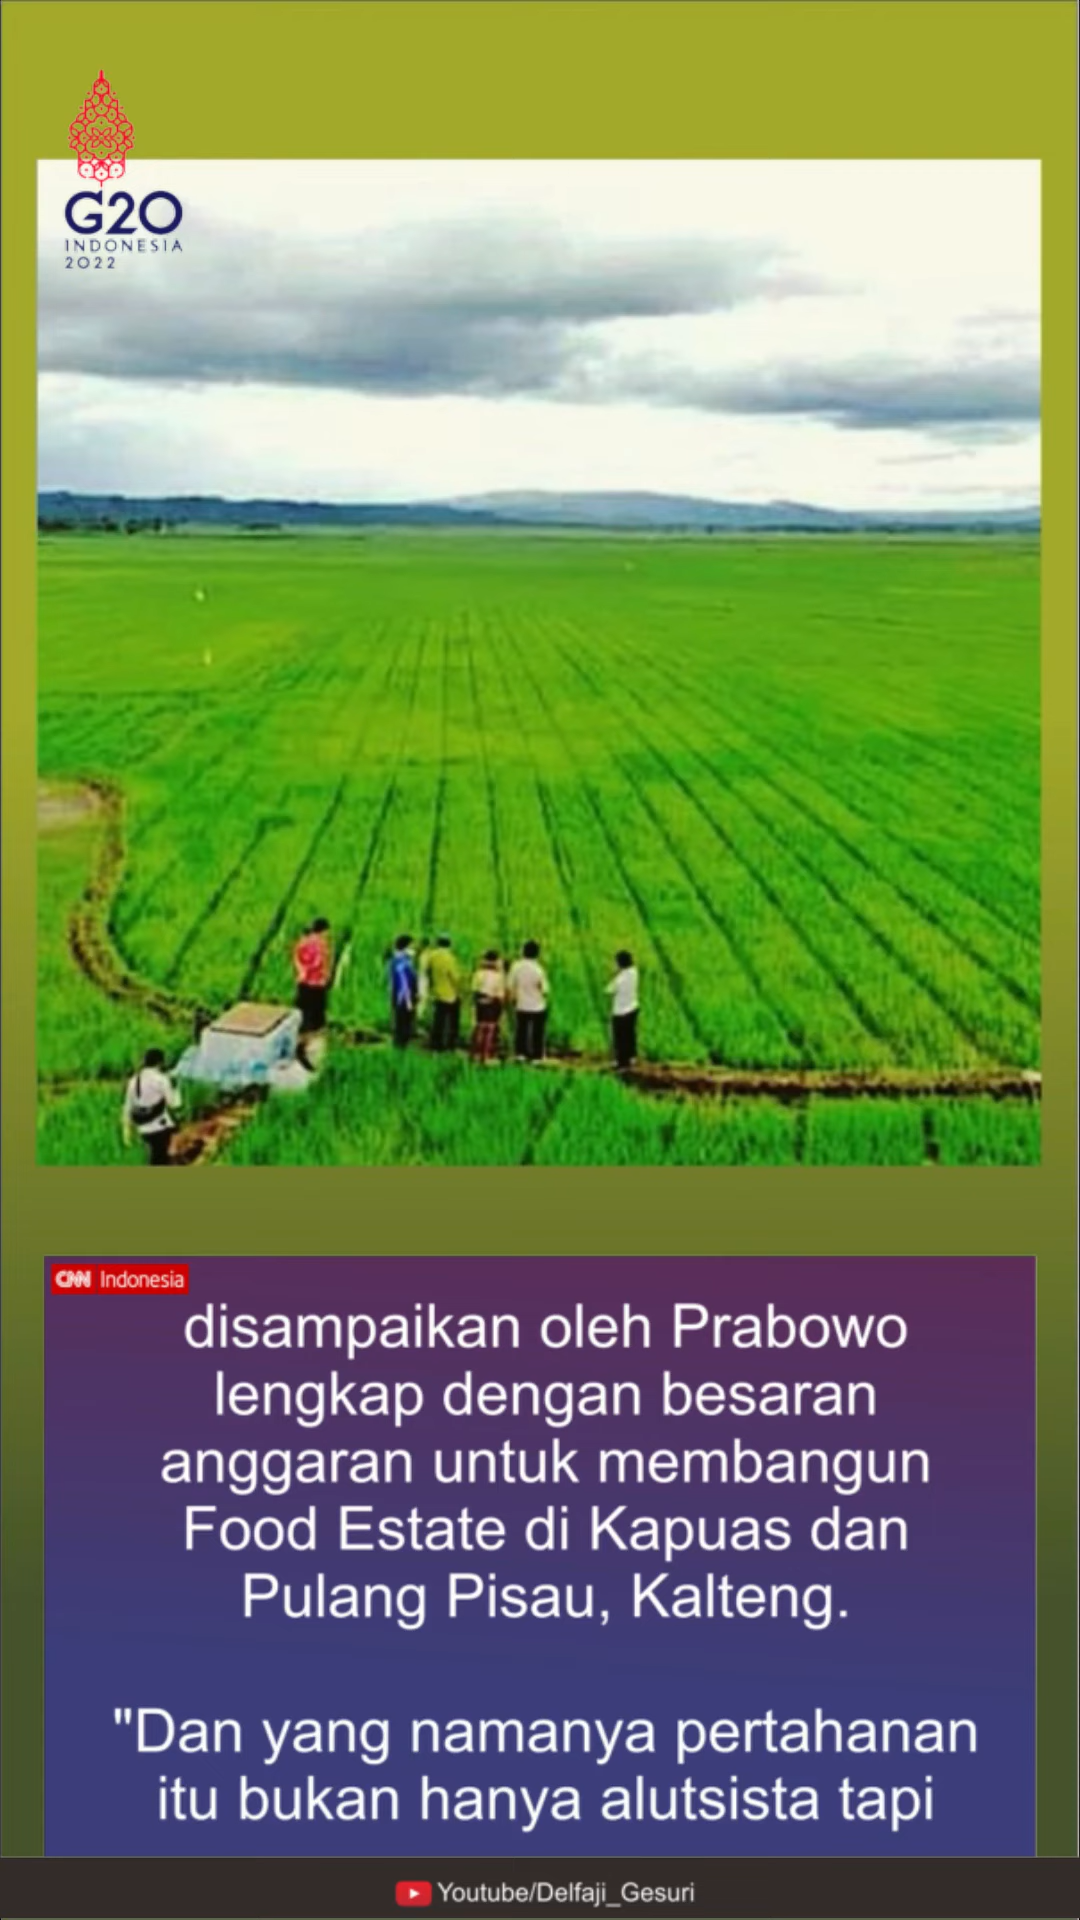 G20
INDONESIA
2022
CNN Indonesia
disampaikan oleh Prabowo
lengkap dengan besaran
anggaran untuk membangun
Food Estate di Kapuas dan
Pulang Pisau, Kalteng.
"Dan yang namanya pertahanan
itu bukan hanya alutsista tapi
Youtube/Delfaji_Gesuri